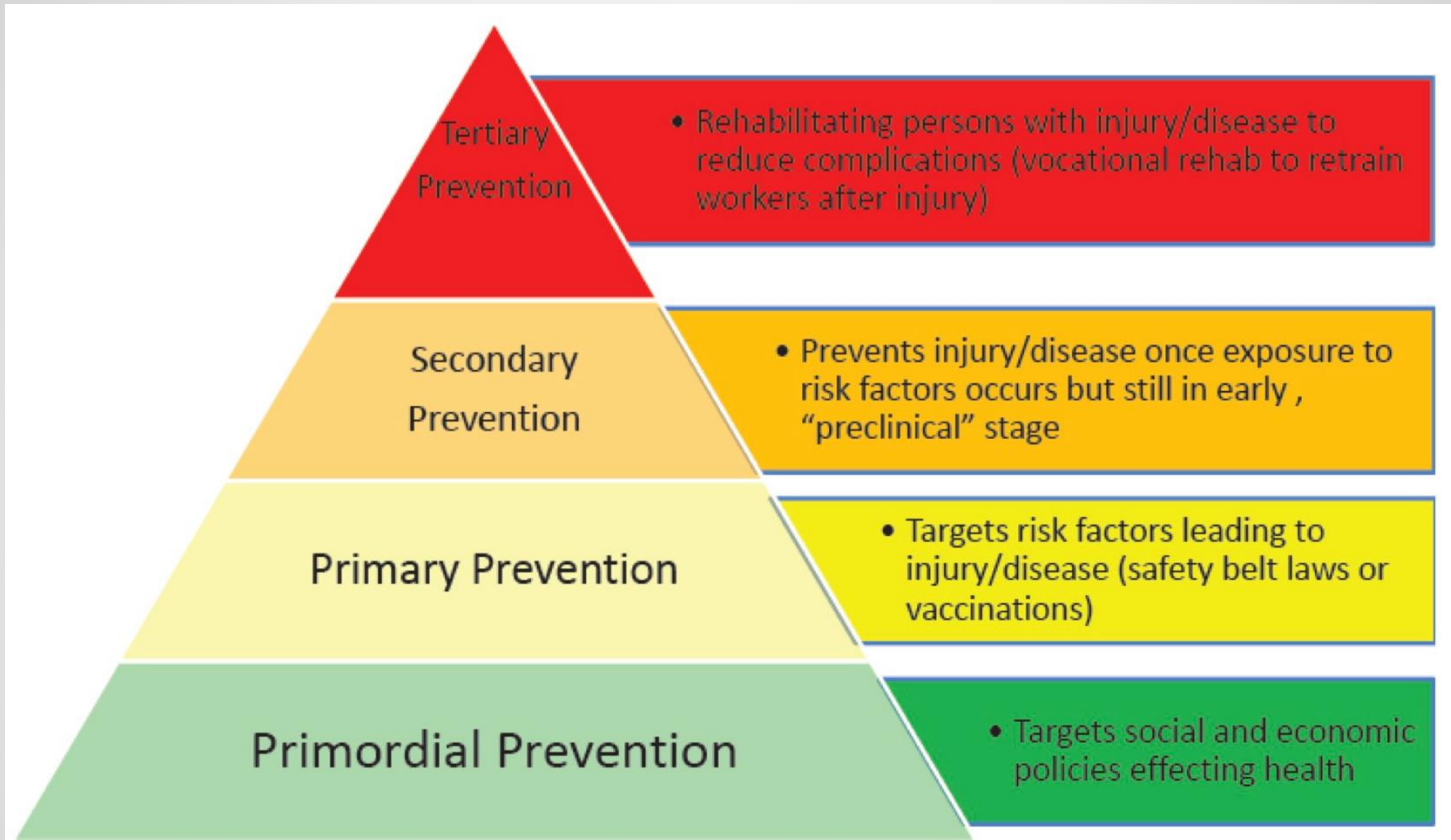 Tertiary
Prevention
• Rehabilitating persons with injury/disease to
reduce complications (vocational rehab to retrain
workers after injury)
Secondary
Prevention
• Prevents injury/disease once exposure to
risk factors occurs but still in early ,
“preclinical” stage
Primary Prevention
• Targets risk factors leading to
injury/disease (safety belt laws or
vaccinations)
Primordial Prevention
• Targets social and economic
policies effecting health